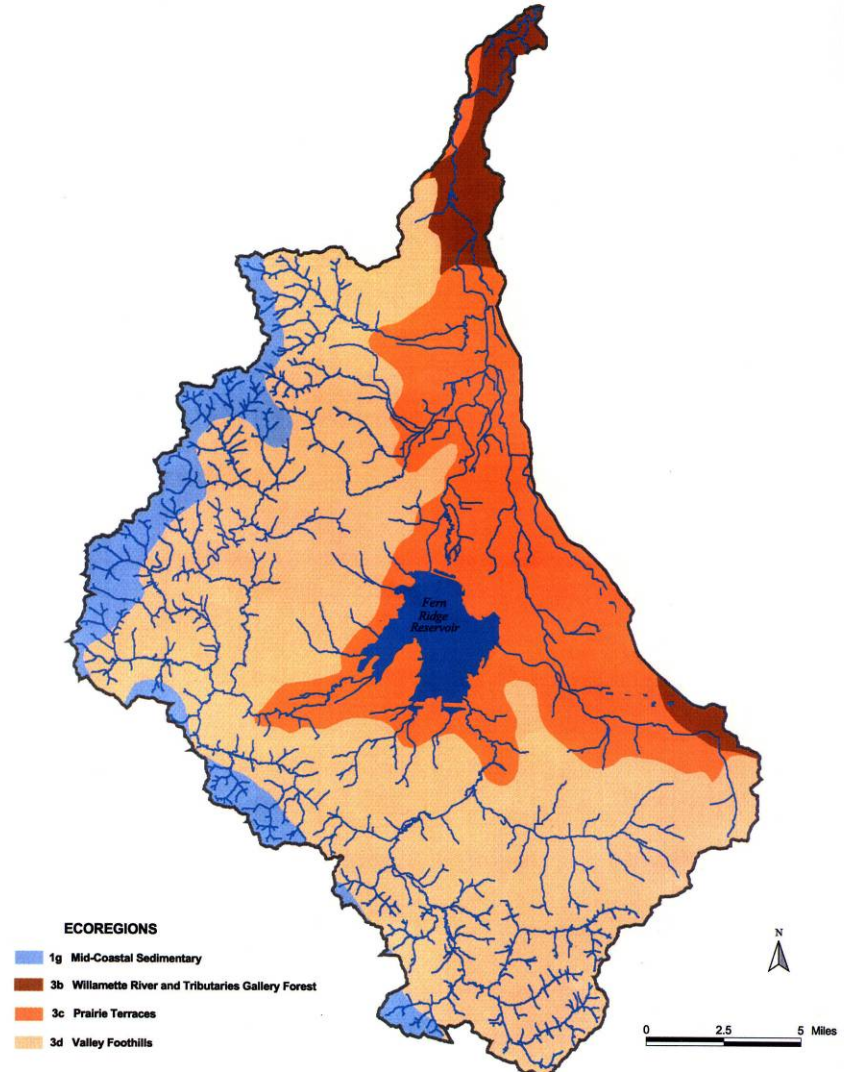 Fern
Ridge
Reservoir
ECOREGIONS
1g Mid-Coastal Sedimentary
3b Willamette River and Tributaries Gallery Forest
3c Prairie Terraces
3d Valley Foothills
N
0 2.5 5 Miles